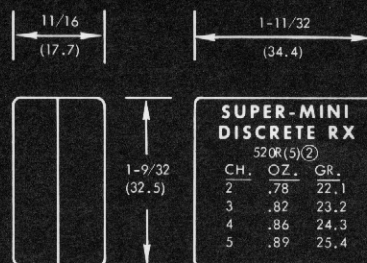 11/16
(17.7)
1-11/32
(34.4)
1-9/32
(32.5)
SUPER-MINI
DISCRETE RX
520R(5)②
CH. OZ. GR.
2 .78 22.1
3 .82 23.2
4 .86 24.3
5 .89 25.4